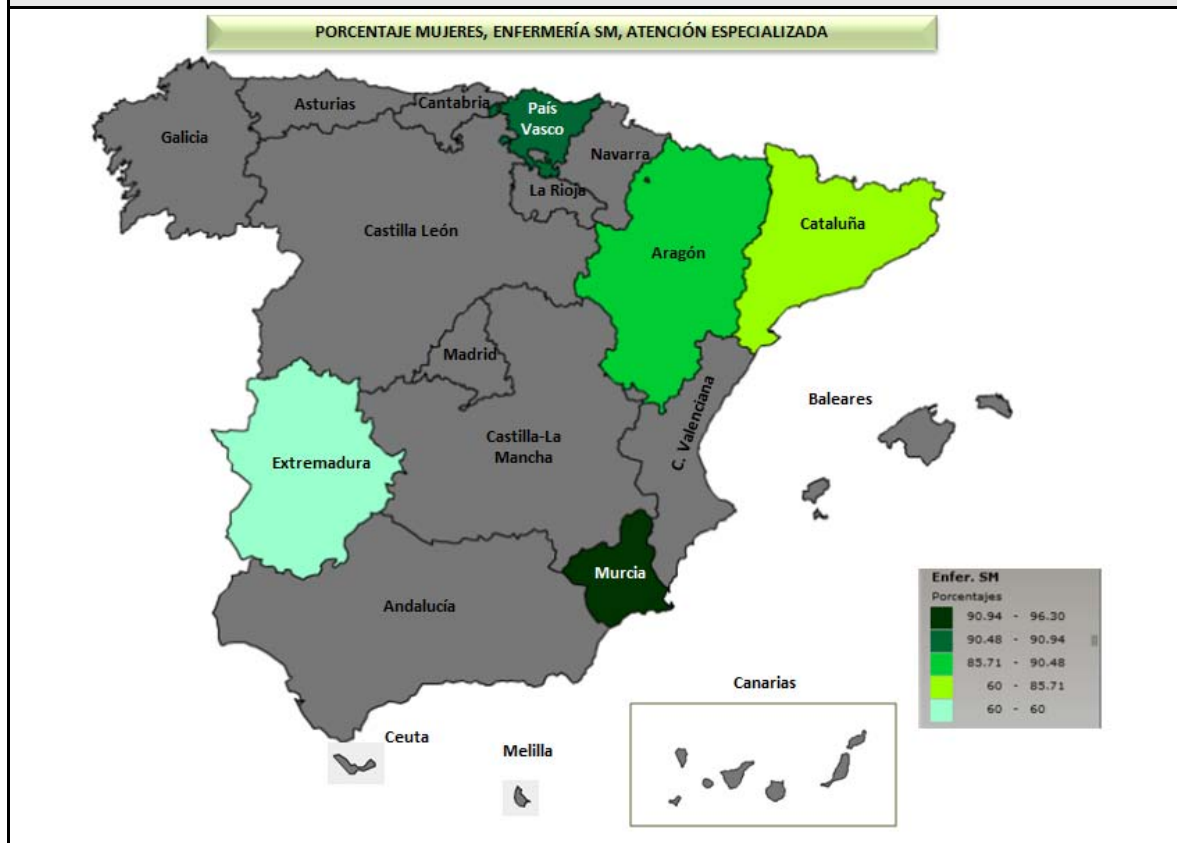 PORCENTAJE MUJERES, ENFERMERÍA SM, ATENCIÓN ESPECIALIZADA
Asturias
Cantabria
País
Vasco
Galicia
Navarra
La Rioja
Castilla León
Aragón
Cataluña
Madrid
Baleares
C. Valenciana
Castilla-La
Mancha
Extremadura
Murcia
Andalucía
Enfer. SM
Porcentajes
90.94 - 96.30
90.48 - 90.94
85.71 - 90.48
60 - 85.71
60 - 60
Canarias
Ceuta
Melilla